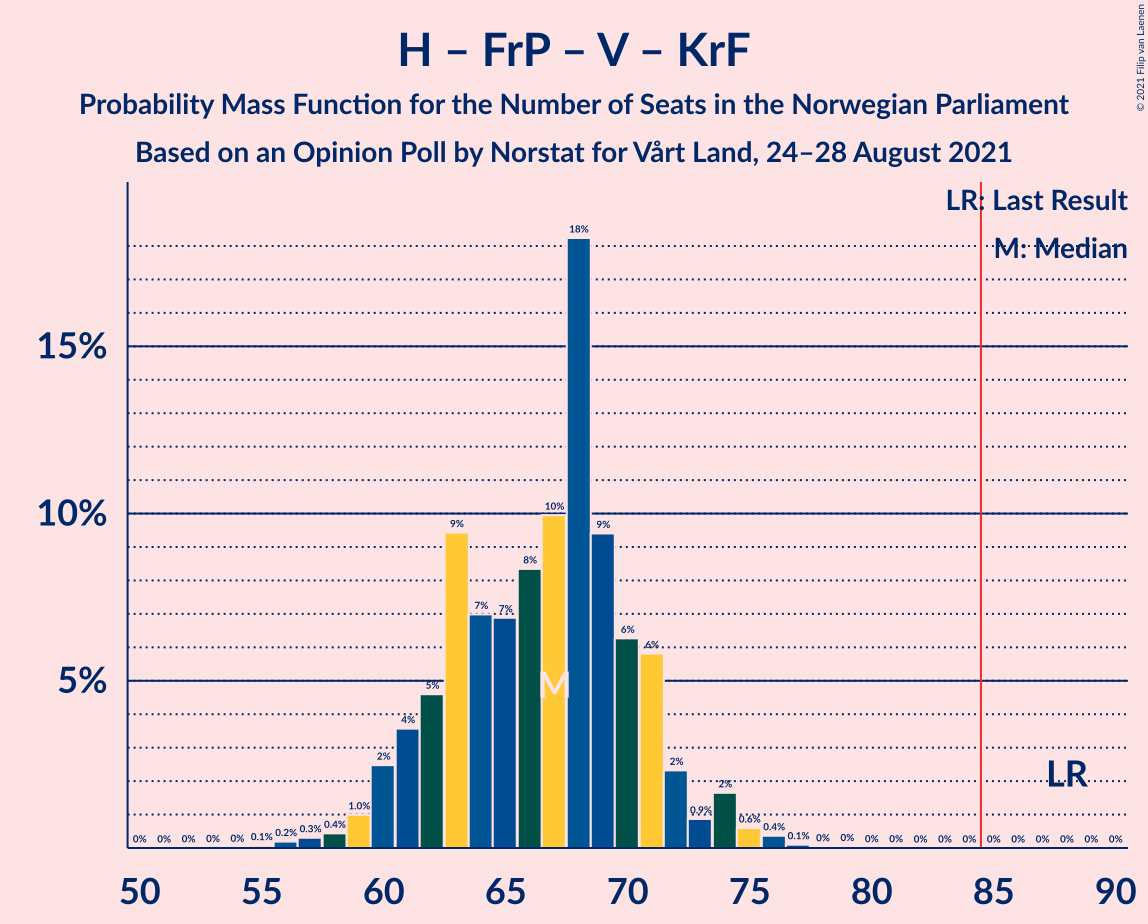 H – FrP – V – KrF
Probability Mass Function for the Number of Seats in the Norwegian Parliament
Based on an Opinion Poll by Norstat for Vårt Land, 24–28 August 2021
© 2021 Filip van Laenen
LR: Last Result
M: Median
15%
10%
5%
0% 0% 0% 0% 0% 0.1% 0.2% 0.3% 0.4% 1.0% 2% 4% 5% 9% 7% 7% 8% 10% 18% 9% 6% 6% 2% 0.9% 2% 0.6% 0.4% 0.1% 0% 0% 0% 0% 0% 0% 0% 0% 0% 0% 0% 0% 0%
M
LR
50 55 60 65 70 75 80 85 90